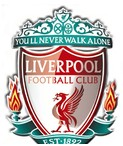 YOU'LL NEVER WALK ALONE
LIVERPOOL
FOOTBALL CLUB
EST·1892